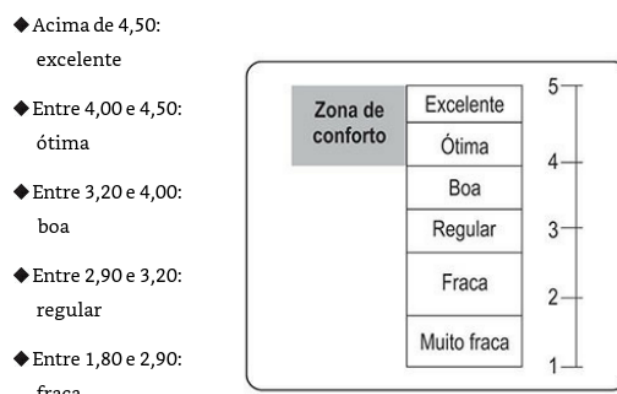 ◆ Acima de 4,50:
excelente
◆ Entre 4,00 e 4,50:
ótima
◆ Entre 3,20 e 4,00:
boa
◆ Entre 2,90 e 3,20:
regular
◆ Entre 1,80 e 2,90:
fraca
Zona de
conforto
Excelente
Ótima
Boa
Regular
Fraca
Muito fraca
5
4
3
2
1